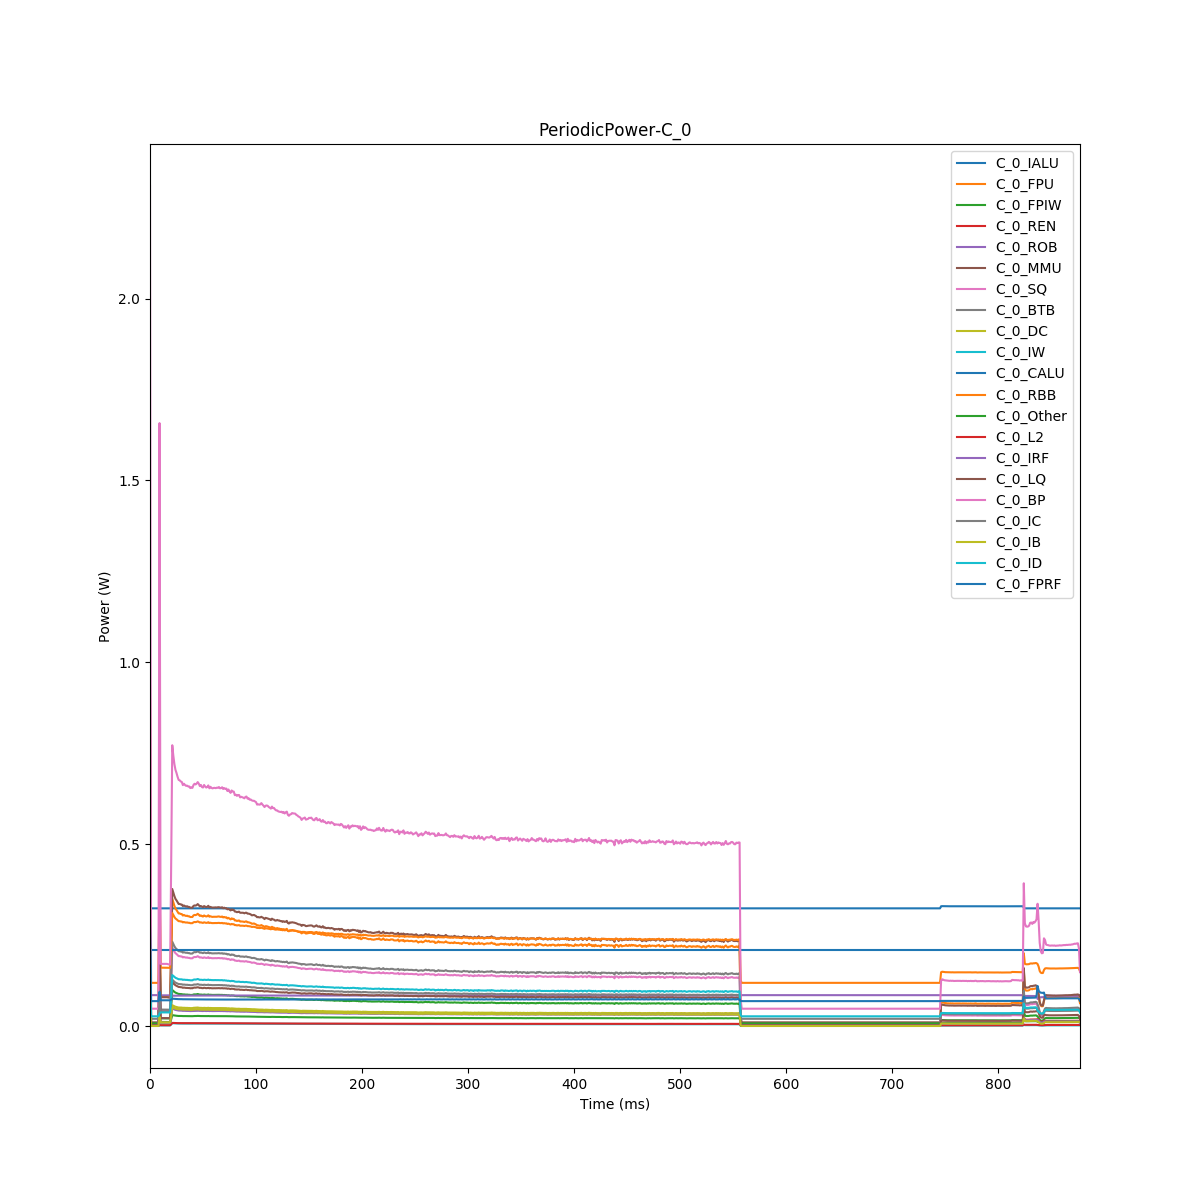 PeriodicPower-C_0
C_0_IALU
C_0_FPU
C_0_FPIW
C_0_REN
C_0_ROB
C_0_MMU
C_0_SQ
C_0_BTB
C_0_DC
C_0_IW
C_0_CALU
C_0_RBB
C_0_Other
C_0_L2
C_0_IRF
C_0_LQ
C_0_BP
C_0_IC
C_0_IB
C_0_ID
C_0_FPRF
2.0
1.5
1.0
0.5
0.0
Power (W)
0 100 200 300 400 500 600 700 800
Time (ms)